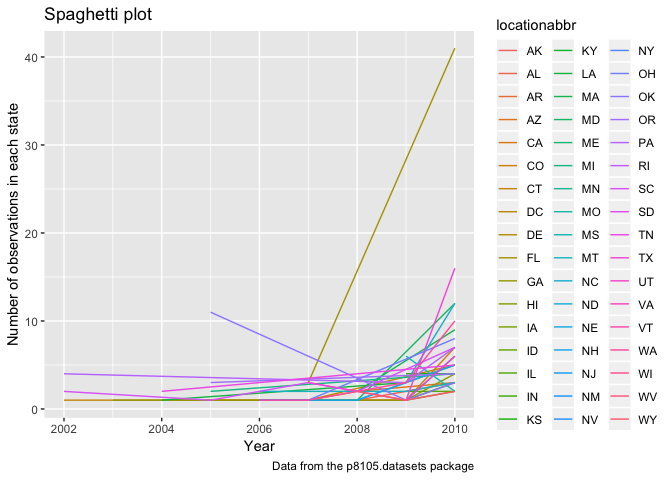 Spaghetti plot
Number of observations in each state
40
30
20
10
0
2002 2004 2006 2008 2010
Year
Data from the p8105.datasets package
locationabbr
AK KY NY
AL LA OH
AR MA OK
AZ MD OR
CA ME PA
CO MI RI
CT MN SC
DC MO SD
DE MS TN
FL MT TX
GA NC UT
HI ND VA
IA NE VT
ID NH WA
IL NJ WI
IN NM WV
KS NV WY